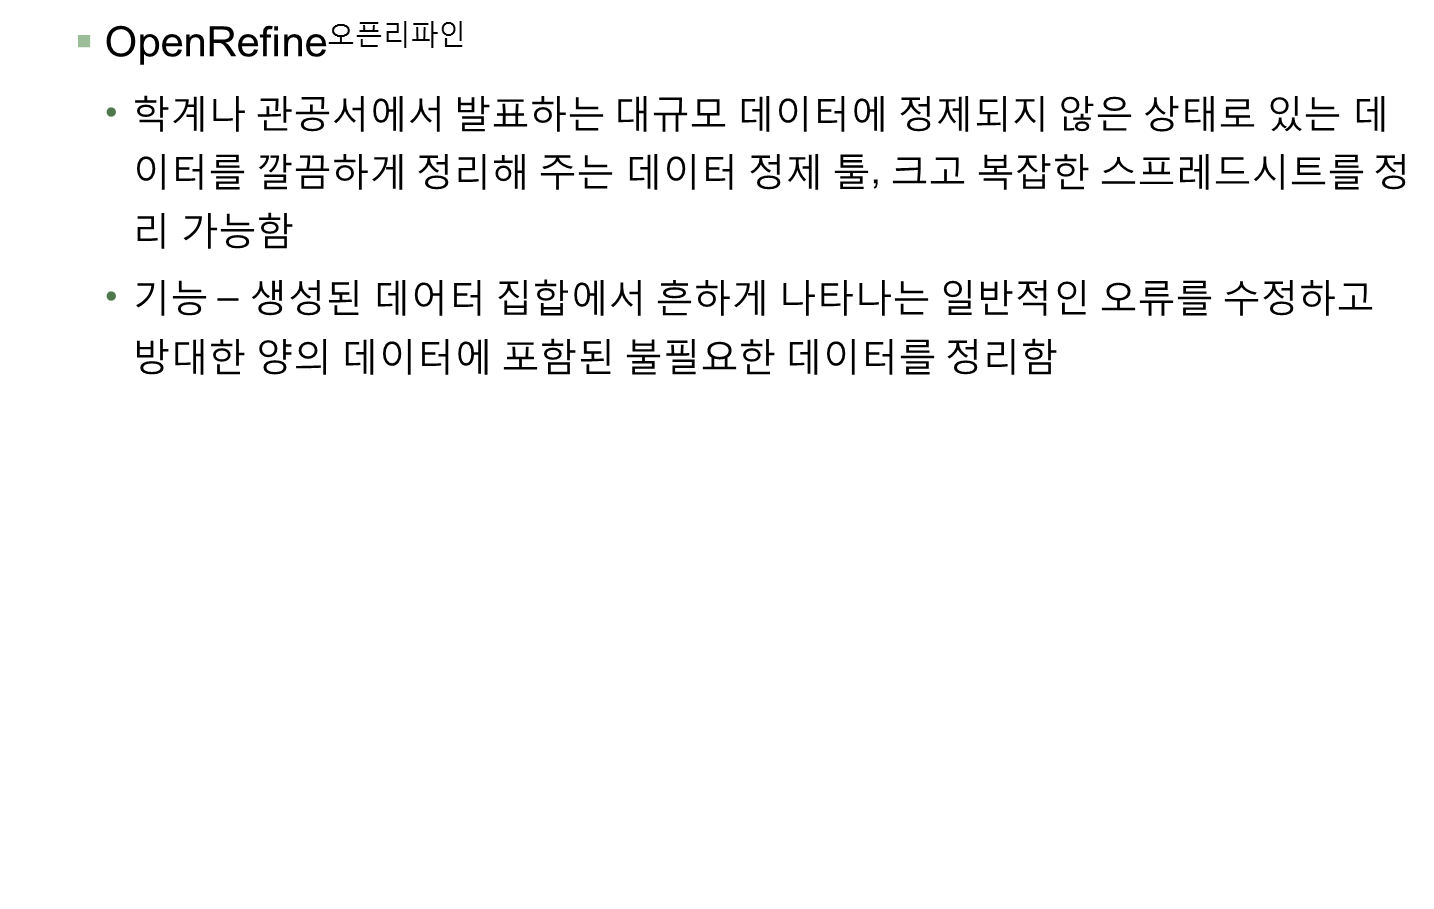 OpenRefine오픈리파인
학계나 관공서에서 발표하는 대규모 데이터에 정제되지 않은 상태로 있는 데
이터를 깔끔하게 정리해 주는 데이터 정제 툴, 크고 복잡한 스프레드시트를 정
리 가능함
기능 – 생성된 데어터 집합에서 흔하게 나타나는 일반적인 오류를 수정하고
방대한 양의 데이터에 포함된 불필요한 데이터를 정리함